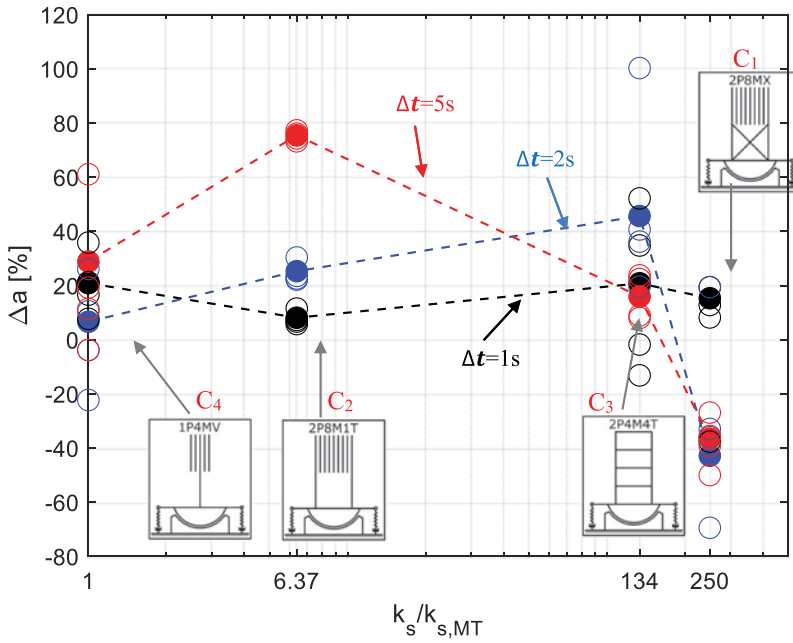 120
100
80
60
40
20
0
-20
-40
-60
-80
Δa [%]
C1
2P8MX
Δt=5s
Δt=2s
Δt=1s
C4
1P4MV
C2
2P8M1T
C3
2P4M4T
1
6.37
134
250
ks/ks,MT